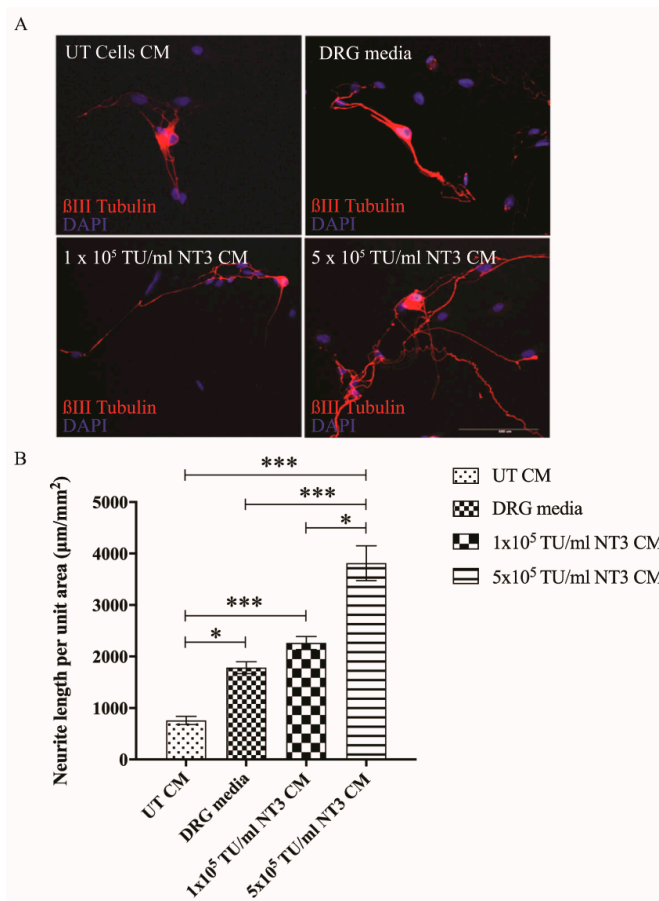 A
UT Cells CM
DRG media
ßIII Tubulin
DAPI
ßIII Tubulin
DAPI
1 x 10⁵ TU/ml NT3 CM
5 x 10⁵ TU/ml NT3 CM
ßIII Tubulin
DAPI
ßIII Tubulin
DAPI
B
***
***
*
***
*
Neurite length per unit area (µm/mm²)
5000
4000
3000
2000
1000
0
UT CM
DRG media
1x10⁵ TU/ml NT3 CM
5x10⁵ TU/ml NT3 CM
UT CM
DRG media
1x10⁵ TU/ml NT3 CM
5x10⁵ TU/ml NT3 CM